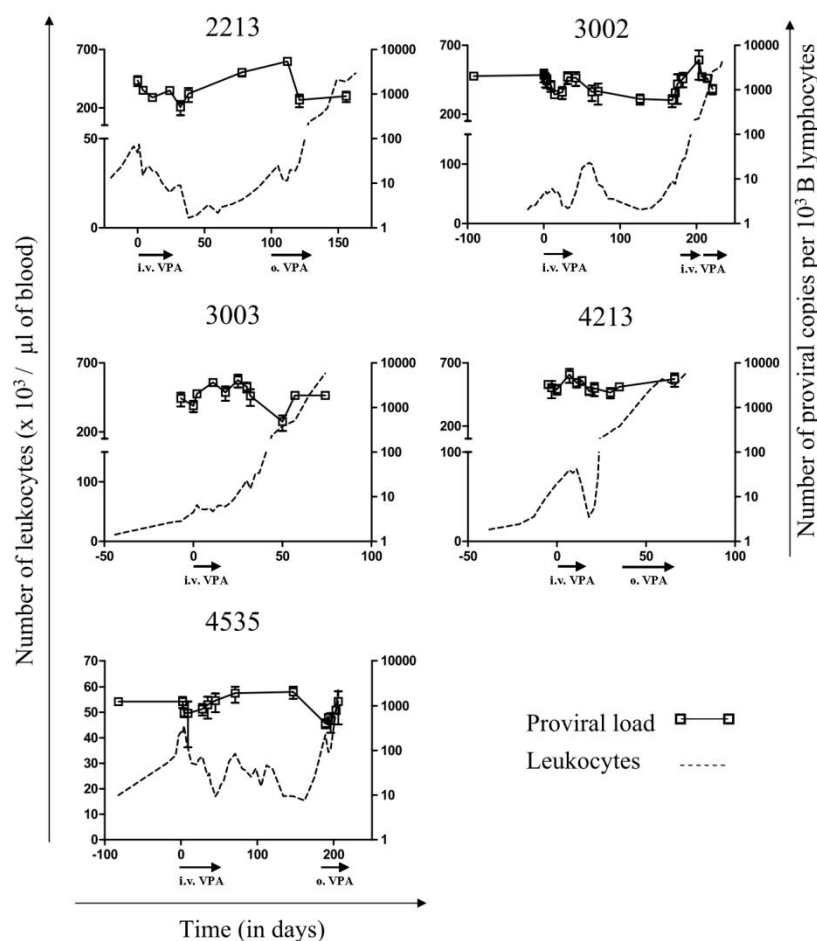 Number of leukocytes (x 10³ / µl of blood)
Number of proviral copies per 10³ B lymphocytes
2213
700
200
50
0
10000
1000
100
10
1
0 50 100 150
i.v. VPA
o. VPA
3002
700
200
100
0
10000
1000
100
10
1
-100 0 100 200
i.v. VPA
i.v. VPA
3003
700
200
100
0
10000
1000
100
10
1
-50 0 50 100
i.v. VPA
4213
700
200
100
0
10000
1000
100
10
1
-50 0 50 100
i.v. VPA
o. VPA
4535
70
60
50
40
30
20
10
0
10000
1000
100
10
1
-100 0 100 200
i.v. VPA
o. VPA
Proviral load
Leukocytes
Time (in days)